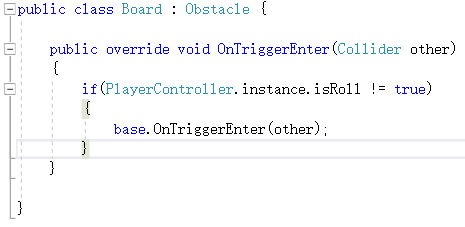 public class Board : Obstacle {
public override void OnTriggerEnter(Collider other)
{
if(PlayerController.instance.isRoll != true)
{
base.OnTriggerEnter(other);
}
}
}